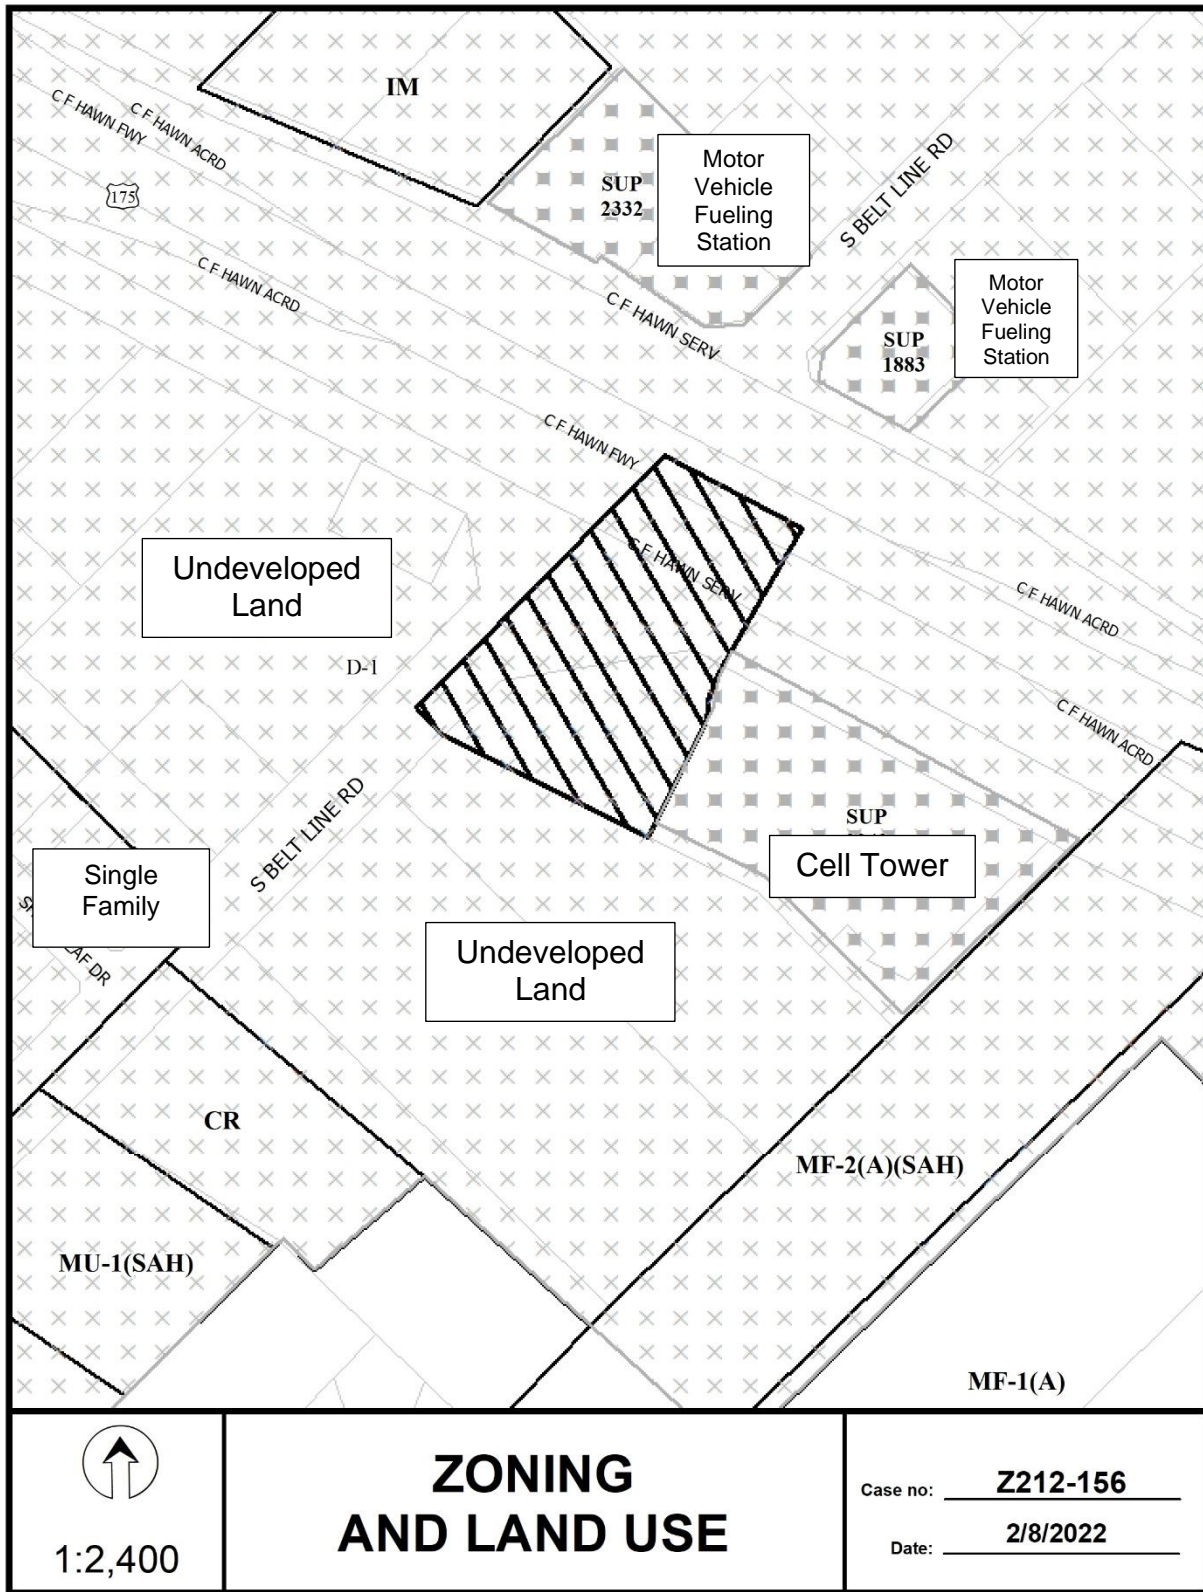 IM
C F HAWN FWY
C F HAWN ACRD
175
SUP
2332
Motor
Vehicle
Fueling
Station
S BELT LINE RD
C F HAWN ACRD
C F HAWN SERV
SUP
1883
Motor
Vehicle
Fueling
Station
C F HAWN FWY
C F HAWN SERV
Undeveloped
Land
D-1
C F HAWN ACRD
C F HAWN ACRD
S BELT LINE RD
SUP
Cell Tower
Single
Family
DR
Undeveloped
Land
CR
MF-2(A)(SAH)
MU-1(SAH)
MF-1(A)
1:2,400
ZONING
AND LAND USE
Case no: Z212-156
Date: 2/8/2022